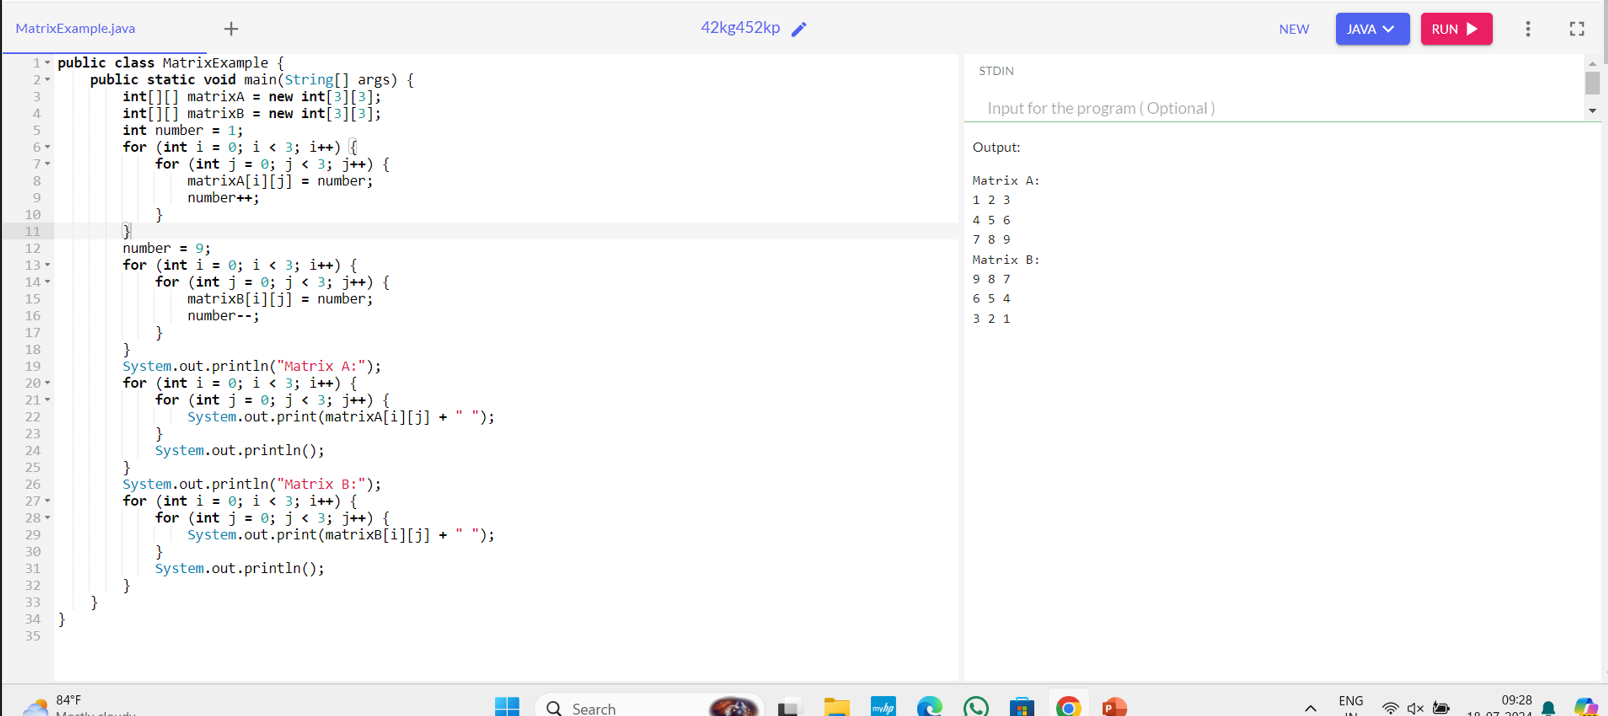 MatrixExample.java
42kg452kp
NEW
JAVA
RUN
1 public class MatrixExample {
2     public static void main(String[] args) {
3         int[][] matrixA = new int[3][3];
4         int[][] matrixB = new int[3][3];
5         int number = 1;
6         for (int i = 0; i < 3; i++) {
7             for (int j = 0; j < 3; j++) {
8                 matrixA[i][j] = number;
9                 number++;
10             }
11         }
12         number = 9;
13         for (int i = 0; i < 3; i++) {
14             for (int j = 0; j < 3; j++) {
15                 matrixB[i][j] = number;
16                 number--;
17             }
18         }
19         System.out.println("Matrix A:");
20         for (int i = 0; i < 3; i++) {
21             for (int j = 0; j < 3; j++) {
22                 System.out.print(matrixA[i][j] + " ");
23             }
24             System.out.println();
25         }
26         System.out.println("Matrix B:");
27         for (int i = 0; i < 3; i++) {
28             for (int j = 0; j < 3; j++) {
29                 System.out.print(matrixB[i][j] + " ");
30             }
31             System.out.println();
32         }
33     }
34 }
35
STDIN
Input for the program ( Optional )
Output:
Matrix A:
1 2 3
4 5 6
7 8 9
Matrix B:
9 8 7
6 5 4
3 2 1
84°F
Mostly cloudy
Search
myhp
P
ENG
IN
09:28
18-07-2024